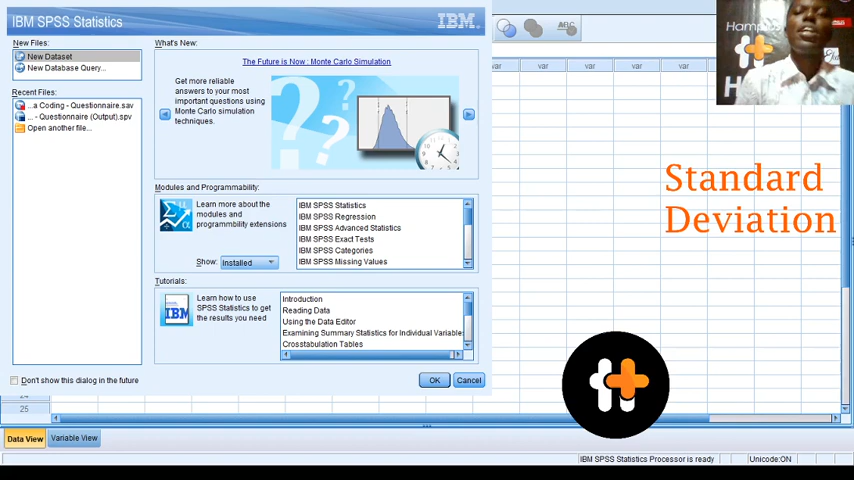 IBM SPSS Statistics
IBM
New Files:
New Dataset
New Database Query...
Recent Files:
...a Coding - Questionnaire.sav
... - Questionnaire (Output).spv
Open another file...
What's New:
The Future is Now : Monte Carlo Simulation
Get more reliable
answers to your most
important questions using
Monte Carlo simulation
techniques.
Modules and Programmability:
Learn more about the
modules and
programmbility extensions
Show: Installed
IBM SPSS Statistics
IBM SPSS Regression
IBM SPSS Advanced Statistics
IBM SPSS Exact Tests
IBM SPSS Categories
IBM SPSS Missing Values
Tutorials:
IBM
Learn how to use
SPSS Statistics to get
the results you need
Introduction
Reading Data
Using the Data Editor
Examining Summary Statistics for Individual Variables
Crosstabulation Tables
Don't show this dialog in the future
OK
Cancel
ABC
var var var var var var var
Standard
Deviation
25
Data View
Variable View
IBM SPSS Statistics Processor is ready
Unicode:ON